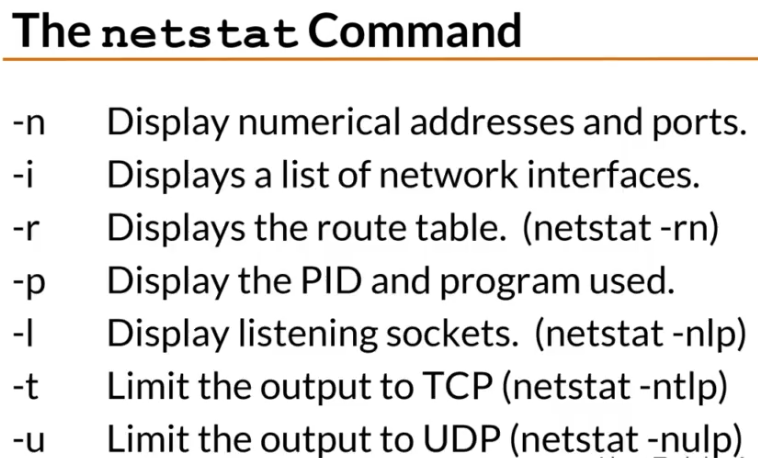 The netstat Command
-n Display numerical addresses and ports.
-i Displays a list of network interfaces.
-r Displays the route table. (netstat -rn)
-p Display the PID and program used.
-l Display listening sockets. (netstat -nlp)
-t Limit the output to TCP (netstat -ntlp)
-u Limit the output to UDP (netstat -nulp)